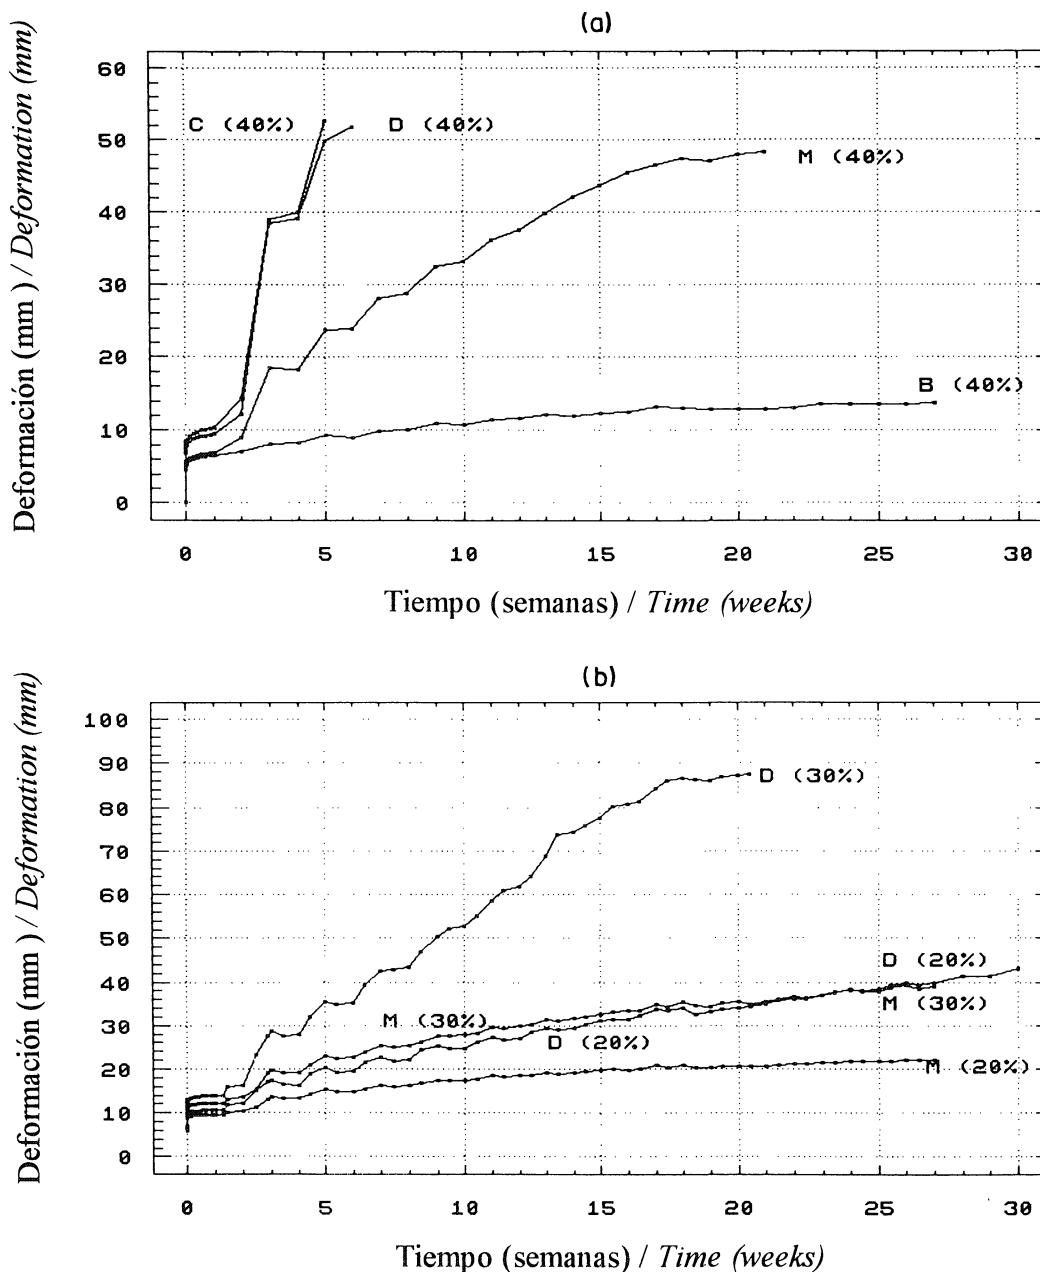 (a)
Deformación (mm) / Deformation (mm)
60
50
40
30
20
10
0
C (40%)
D (40%)
M (40%)
B (40%)
0 5 10 15 20 25 30
Tiempo (semanas) / Time (weeks)
(b)
Deformación (mm) / Deformation (mm)
100
90
80
70
60
50
40
30
20
10
0
D (30%)
D (20%)
M (30%)
M (30%)
D (20%)
M (20%)
0 5 10 15 20 25 30
Tiempo (semanas) / Time (weeks)